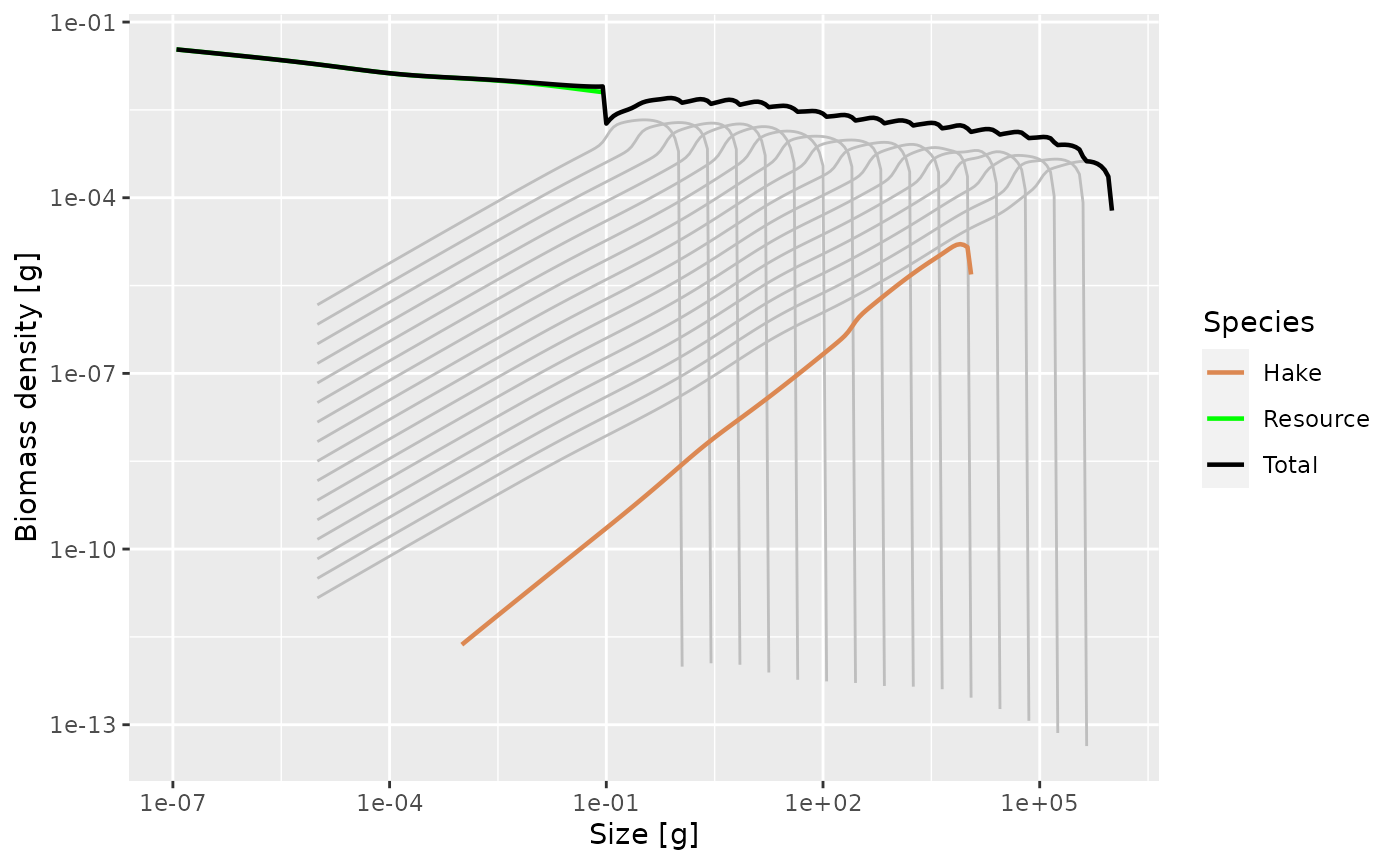 1e-01
1e-04
1e-07
1e-10
1e-13
Biomass density [g]
1e-07
1e-04
1e-01
1e+02
1e+05
Size [g]
Species
Hake
Resource
Total